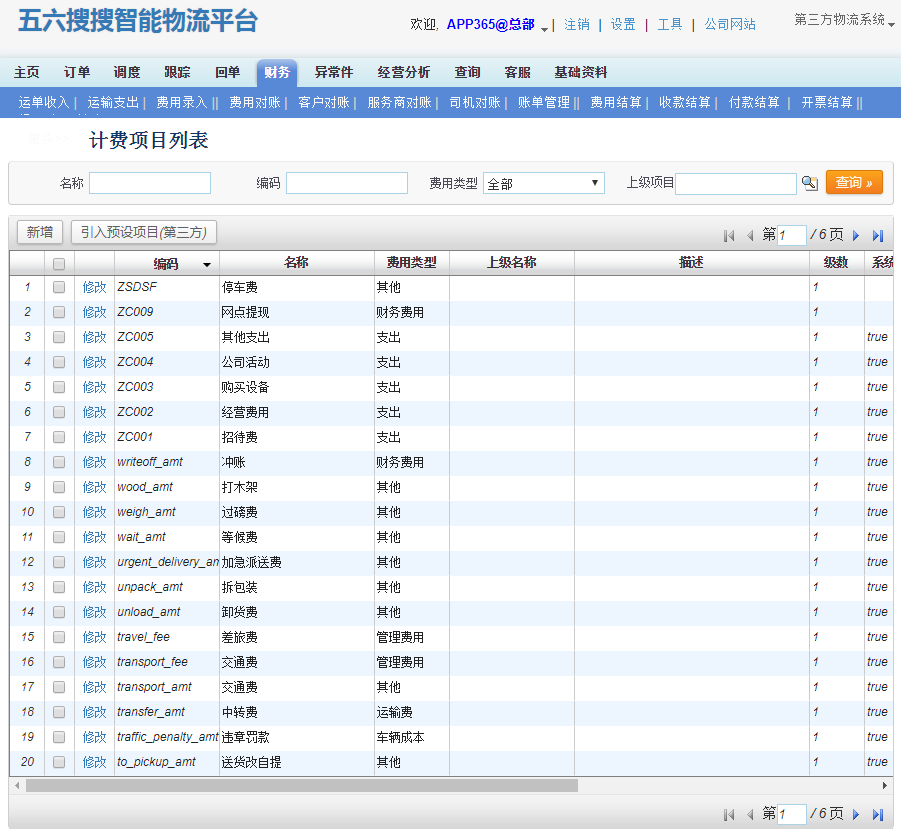 五六搜搜智能物流平台
欢迎, APP365@总部 | 注销 | 设置 | 工具 | 公司网站 第三方物流系统
主页 订单 调度 跟踪 回单 财务 异常件 经营分析 查询 客服 基础资料
运单收入 | 运输支出 | 费用录入 || 费用对账 | 客户对账 | 服务商对账 | 司机对账 | 账单管理 || 费用结算 | 收款结算 | 付款结算 | 开票结算 ||
计费项目列表
名称 编码 费用类型 全部 上级项目 查询 »
新增 引入预设项目(第三方) 第 1 / 6 页
编码 名称 费用类型 上级名称 描述 级数 系统
1 修改 ZSDSF 停车费 其他 1
2 修改 ZC009 网点提现 财务费用 1
3 修改 ZC005 其他支出 支出 1 true
4 修改 ZC004 公司活动 支出 1 true
5 修改 ZC003 购买设备 支出 1 true
6 修改 ZC002 经营费用 支出 1 true
7 修改 ZC001 招待费 支出 1 true
8 修改 writeoff_amt 冲账 财务费用 1 true
9 修改 wood_amt 打木架 其他 1 true
10 修改 weigh_amt 过磅费 其他 1 true
11 修改 wait_amt 等候费 其他 1 true
12 修改 urgent_delivery_am 加急派送费 其他 1 true
13 修改 unpack_amt 拆包装 其他 1 true
14 修改 unload_amt 卸货费 其他 1 true
15 修改 travel_fee 差旅费 管理费用 1 true
16 修改 transport_fee 交通费 管理费用 1 true
17 修改 transport_amt 交通费 其他 1 true
18 修改 transfer_amt 中转费 运输费 1 true
19 修改 traffic_penalty_amt 违章罚款 车辆成本 1 true
20 修改 to_pickup_amt 送货改自提 其他 1 true
第 1 / 6 页